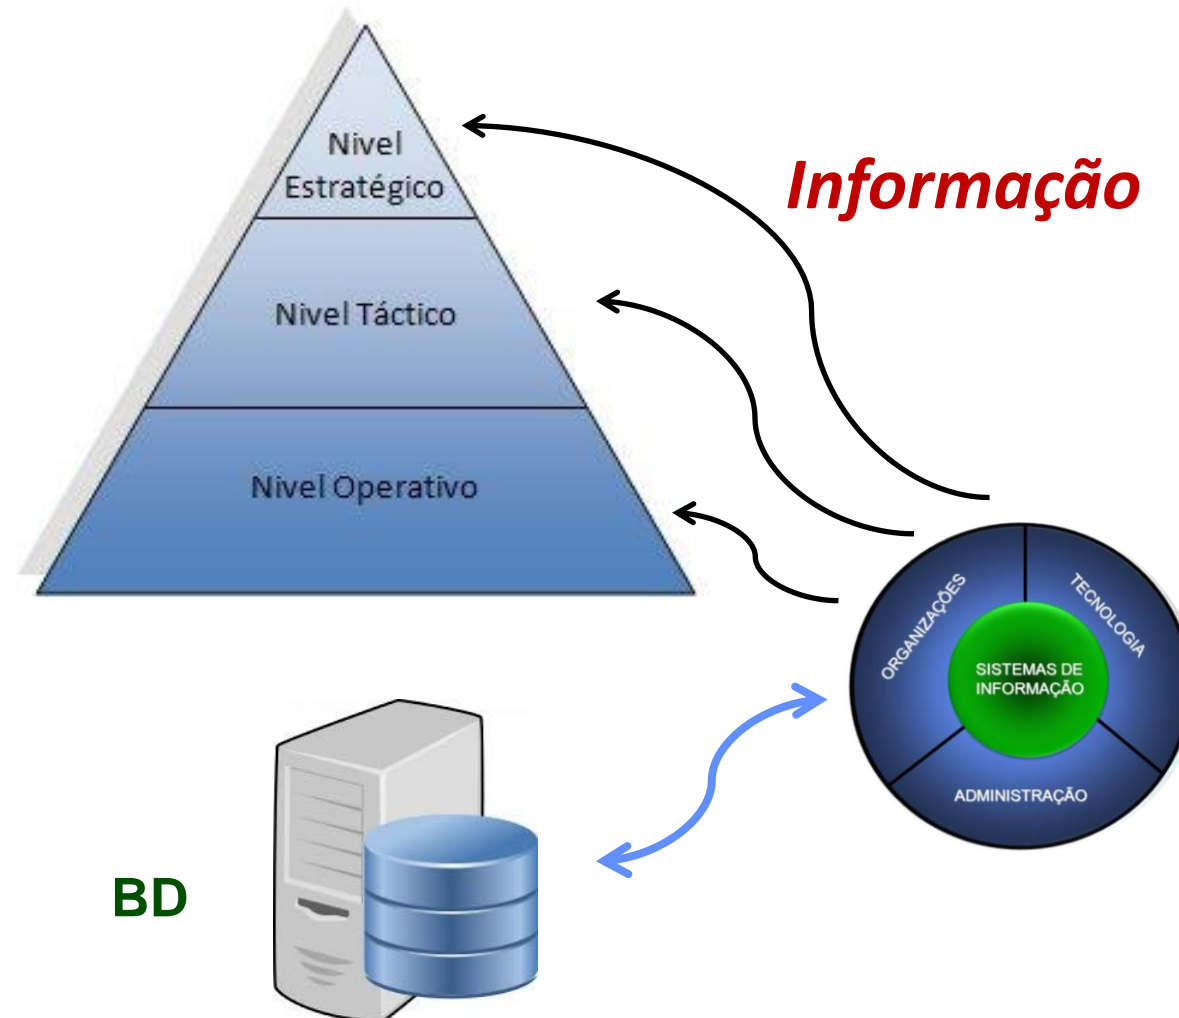 Nivel
Estratégico
Informação
Nivel Táctico
Nivel Operativo
ORGANIZAÇÕES
TECNOLOGIA
SISTEMAS DE
INFORMAÇÃO
ADMINISTRAÇÃO
BD